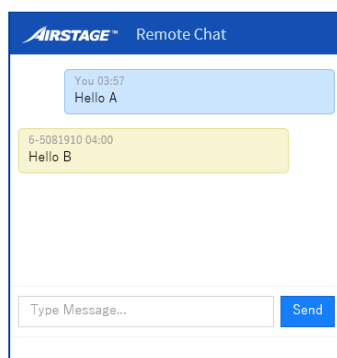 AIRSTAGE™ Remote Chat
You 03:57
Hello A
6-5081910 04:00
Hello B
Type Message...
Send